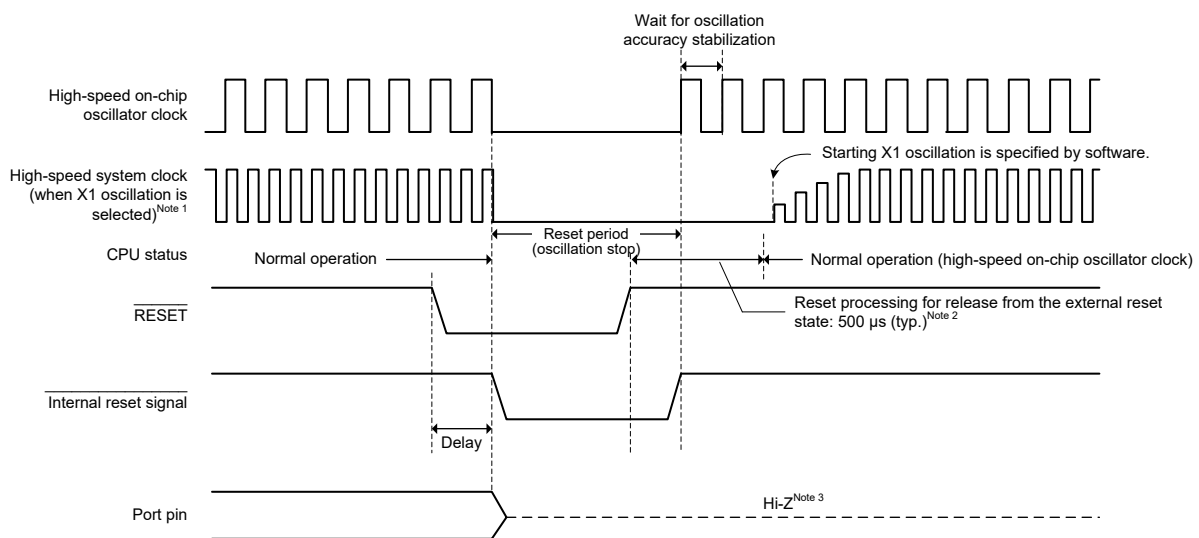 Wait for oscillation
accuracy stabilization
High-speed on-chip
oscillator clock
Starting X1 oscillation is specified by software.
High-speed system clock
(when X1 oscillation is
selected)Note 1
Reset period
(oscillation stop)
CPU status
Normal operation
Normal operation (high-speed on-chip oscillator clock)
RESET
Reset processing for release from the external reset
state: 500 μs (typ.)Note 2
Internal reset signal
Delay
Port pin
Hi-ZNote 3